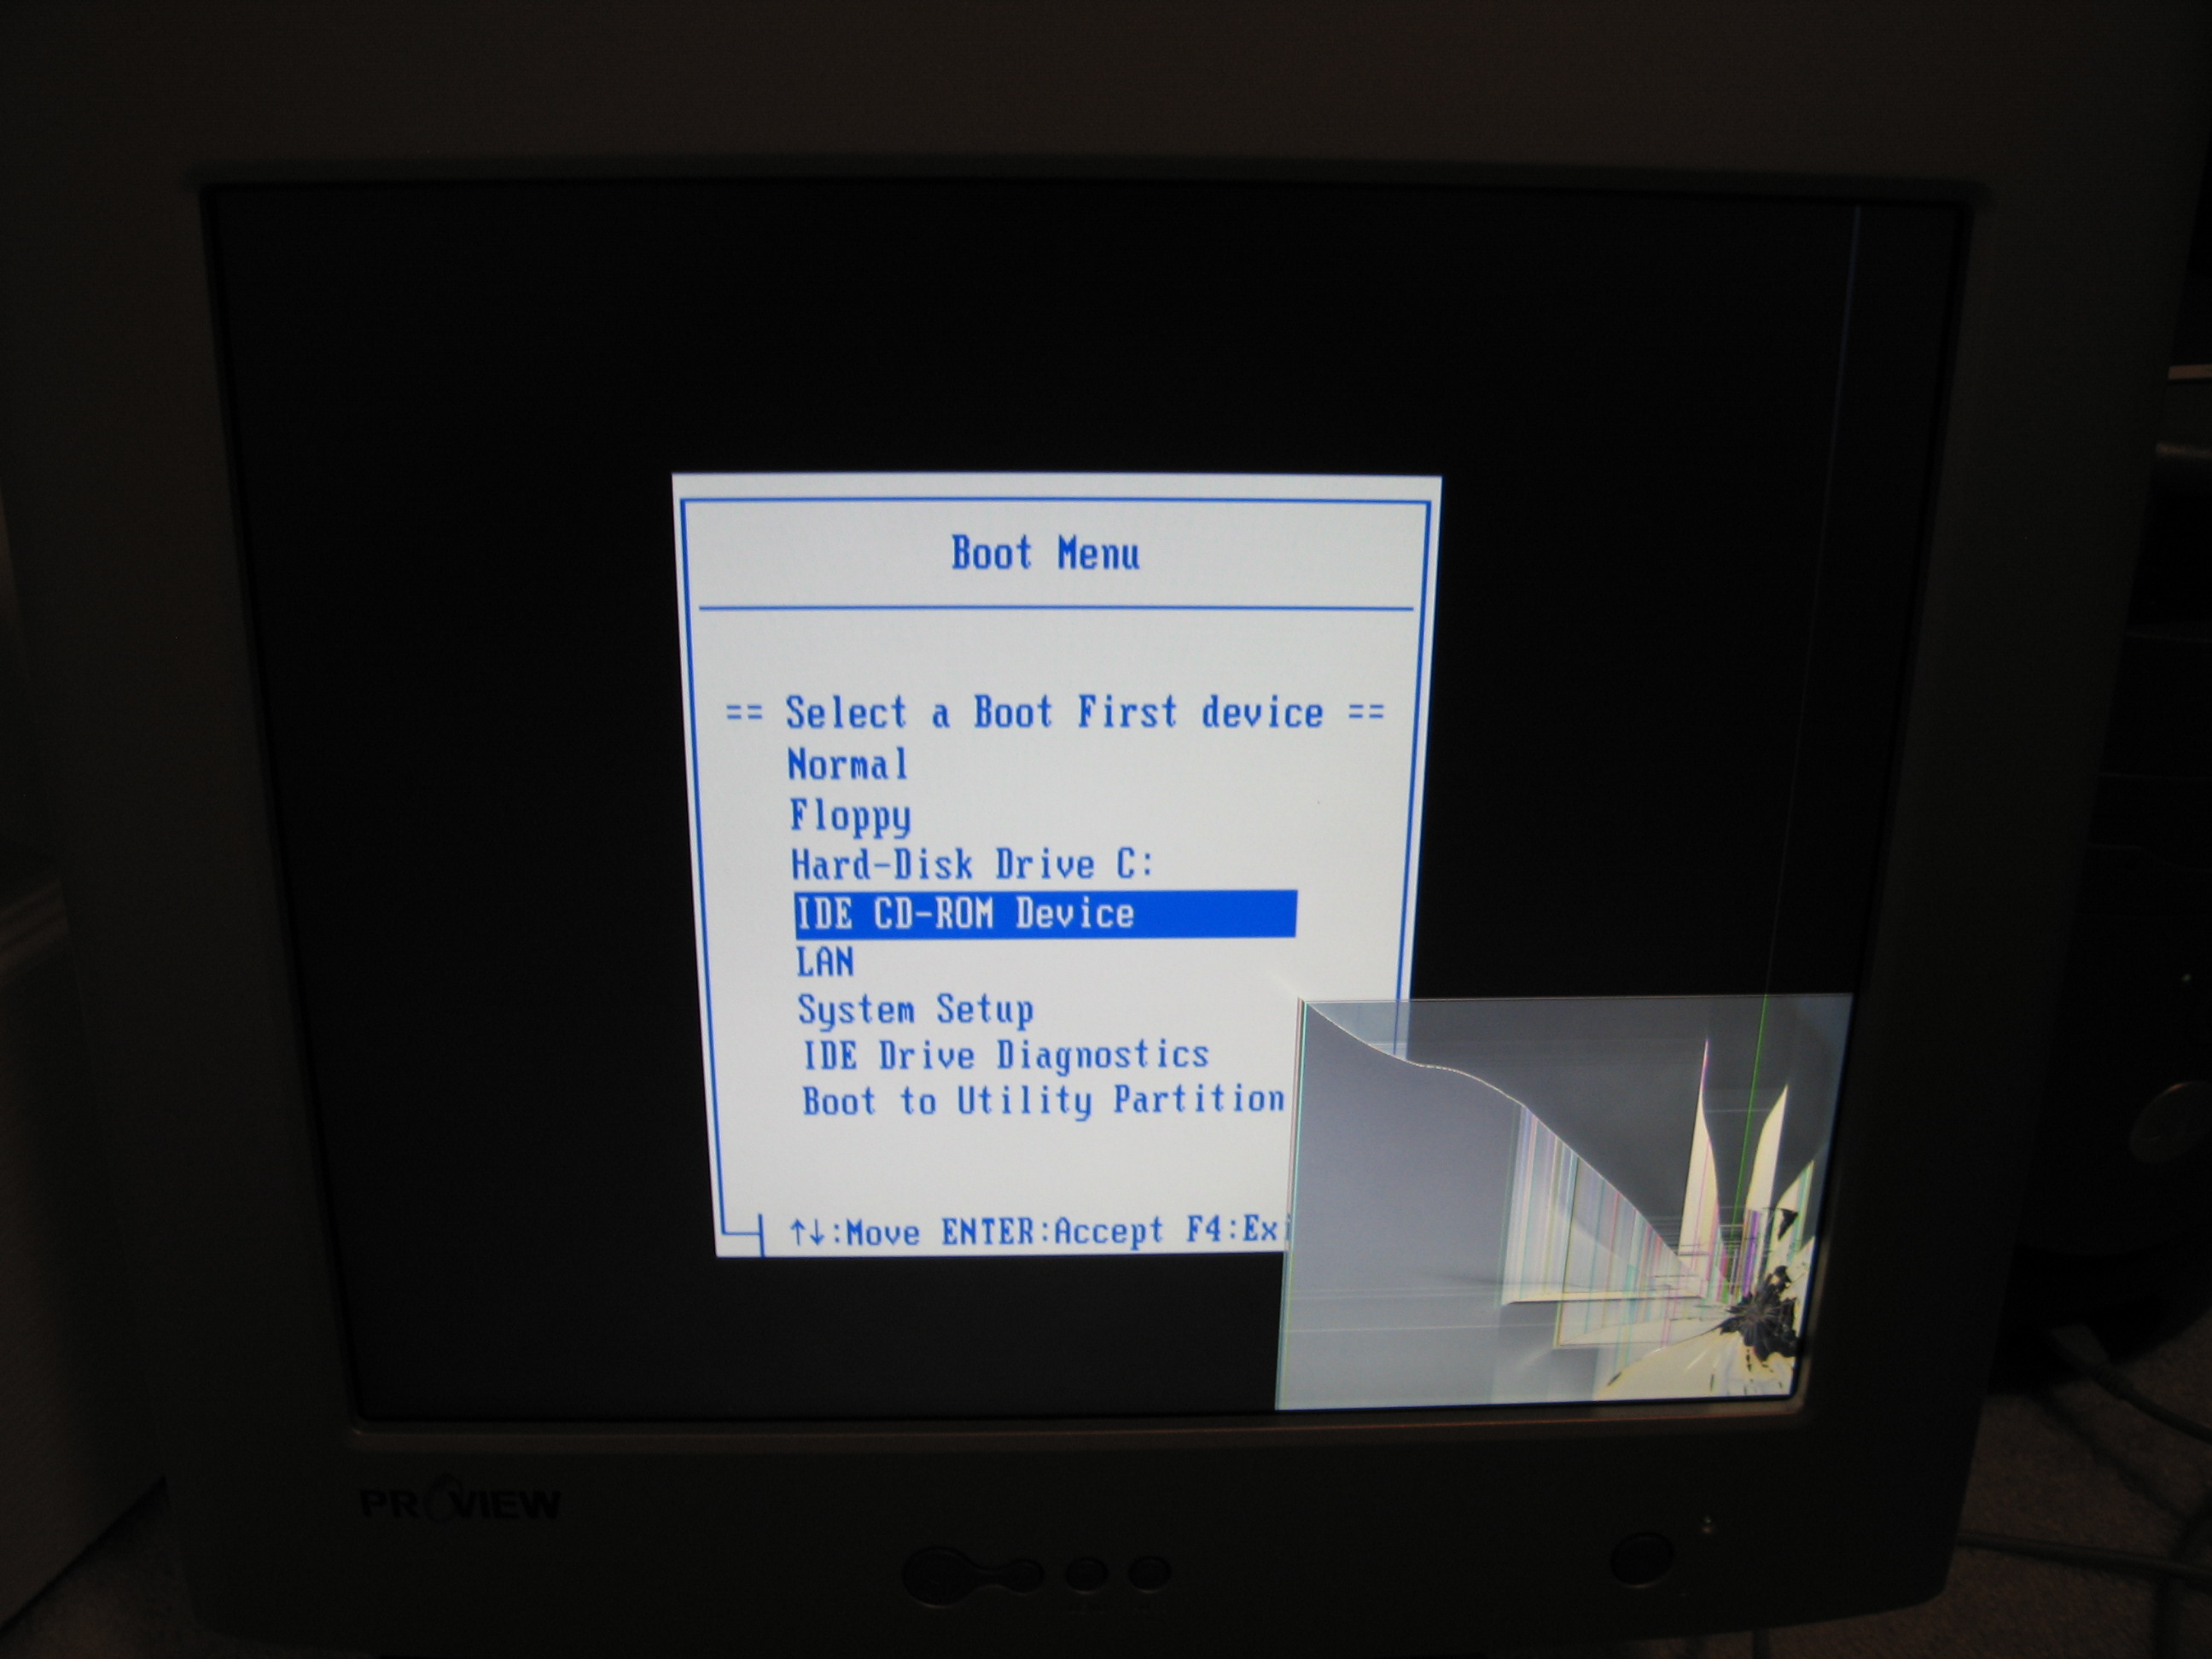 Boot Menu
== Select a Boot First device ==
Normal
Floppy
Hard-Disk Drive C:
IDE CD-ROM Device
LAN
System Setup
IDE Drive Diagnostics
Boot to Utility Partition
↑↓:Move ENTER:Accept F4:Exi
PROVIEW